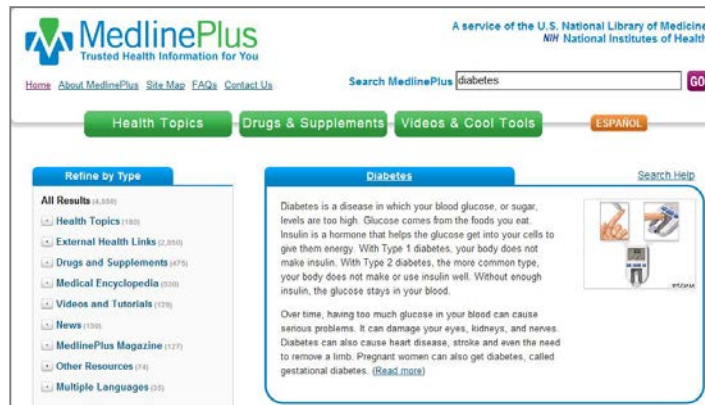 MedlinePlus
Trusted Health Information for You
A service of the U.S. National Library of Medicine
NIH National Institutes of Health
Home About MedlinePlus Site Map FAQs Contact Us
Search MedlinePlus diabetes GO
Health Topics Drugs & Supplements Videos & Cool Tools ESPAÑOL
Refine by Type
All Results
Health Topics
External Health Links
Drugs and Supplements (475)
Medical Encyclopedia
Videos and Tutorials
News
MedlinePlus Magazine (127)
Other Resources (74)
Multiple Languages (35)
Diabetes
Search Help
Diabetes is a disease in which your blood glucose, or sugar,
levels are too high. Glucose comes from the foods you eat.
Insulin is a hormone that helps the glucose get into your cells to
give them energy. With Type 1 diabetes, your body does not
make insulin. With Type 2 diabetes, the more common type,
your body does not make or use insulin well. Without enough
insulin, the glucose stays in your blood.
Over time, having too much glucose in your blood can cause
serious problems. It can damage your eyes, kidneys, and nerves.
Diabetes can also cause heart disease, stroke and even the need
to remove a limb. Pregnant women can also get diabetes, called
gestational diabetes. (Read more)